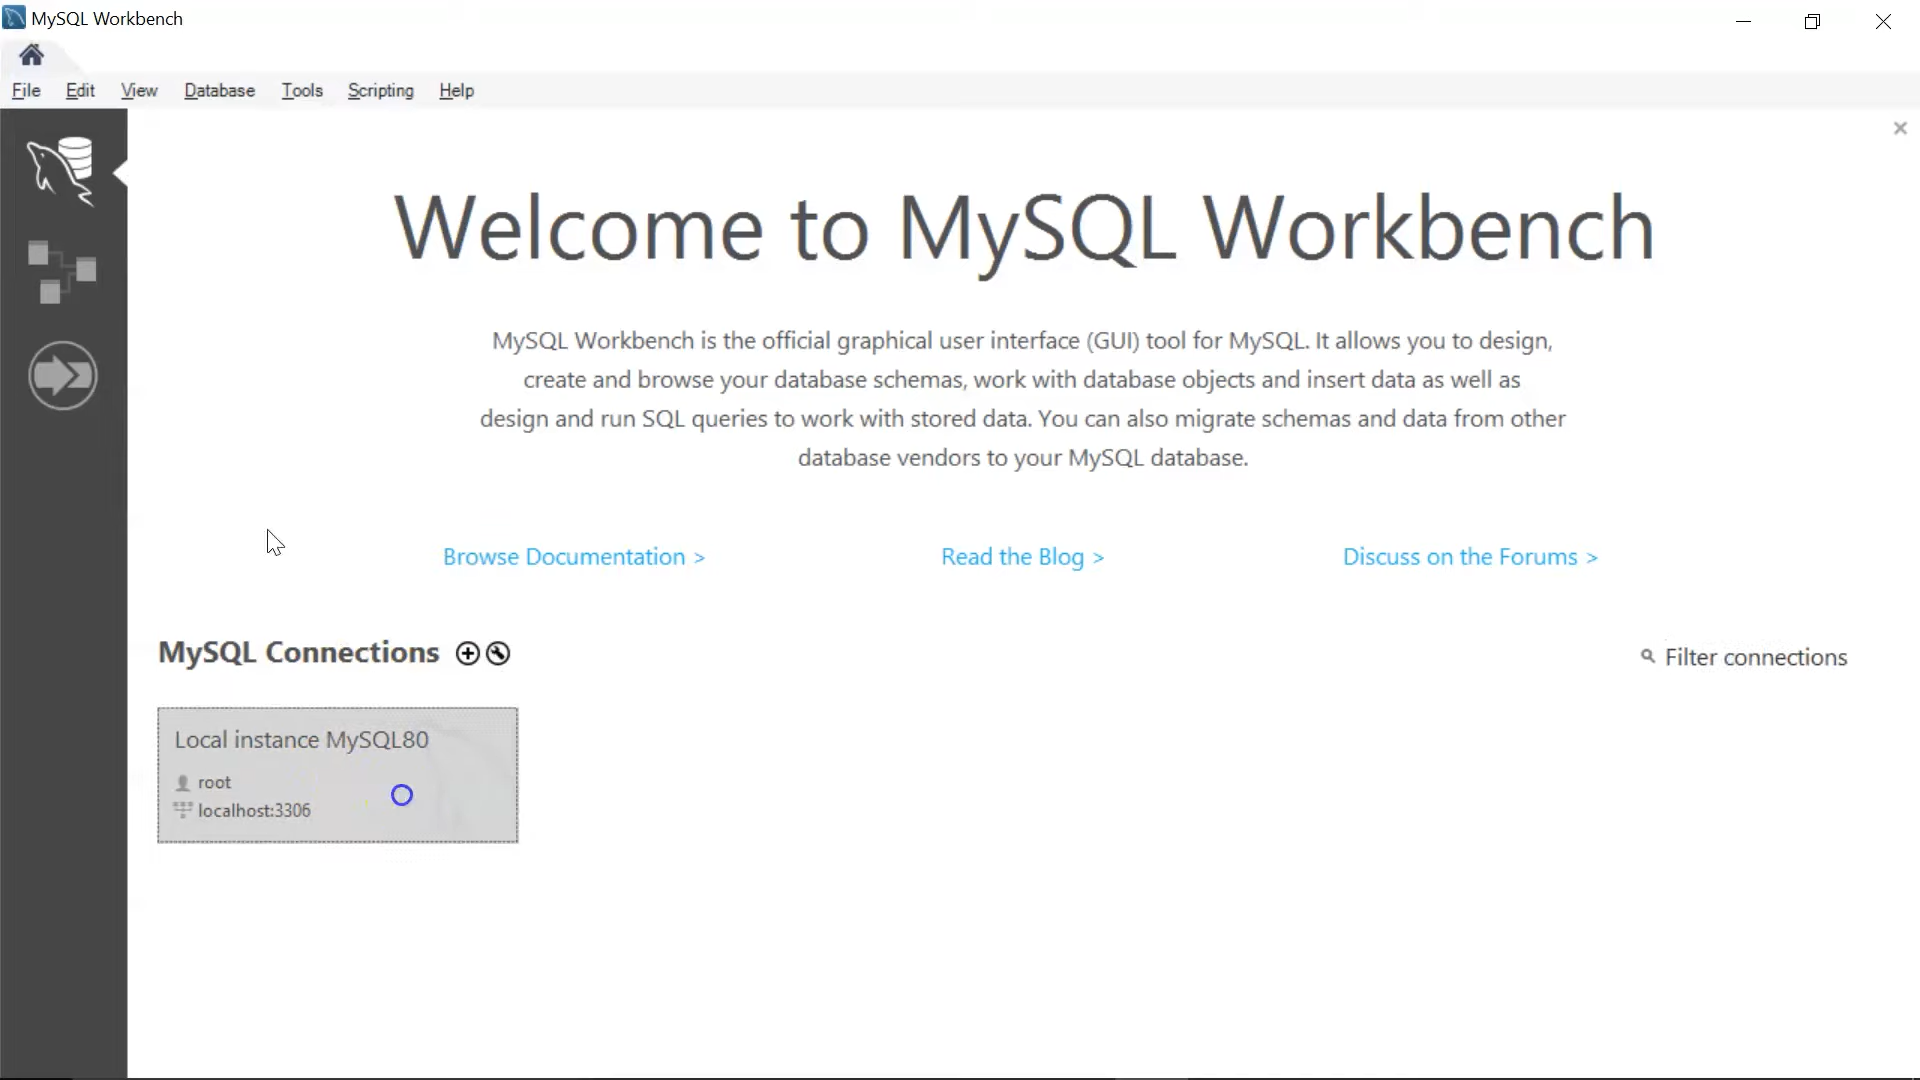 MySQL Workbench
File Edit View Database Tools Scripting Help
Welcome to MySQL Workbench
MySQL Workbench is the official graphical user interface (GUI) tool for MySQL. It allows you to design,
create and browse your database schemas, work with database objects and insert data as well as
design and run SQL queries to work with stored data. You can also migrate schemas and data from other
database vendors to your MySQL database.
Browse Documentation > Read the Blog > Discuss on the Forums >
MySQL Connections Filter connections
Local instance MySQL80
root
localhost:3306